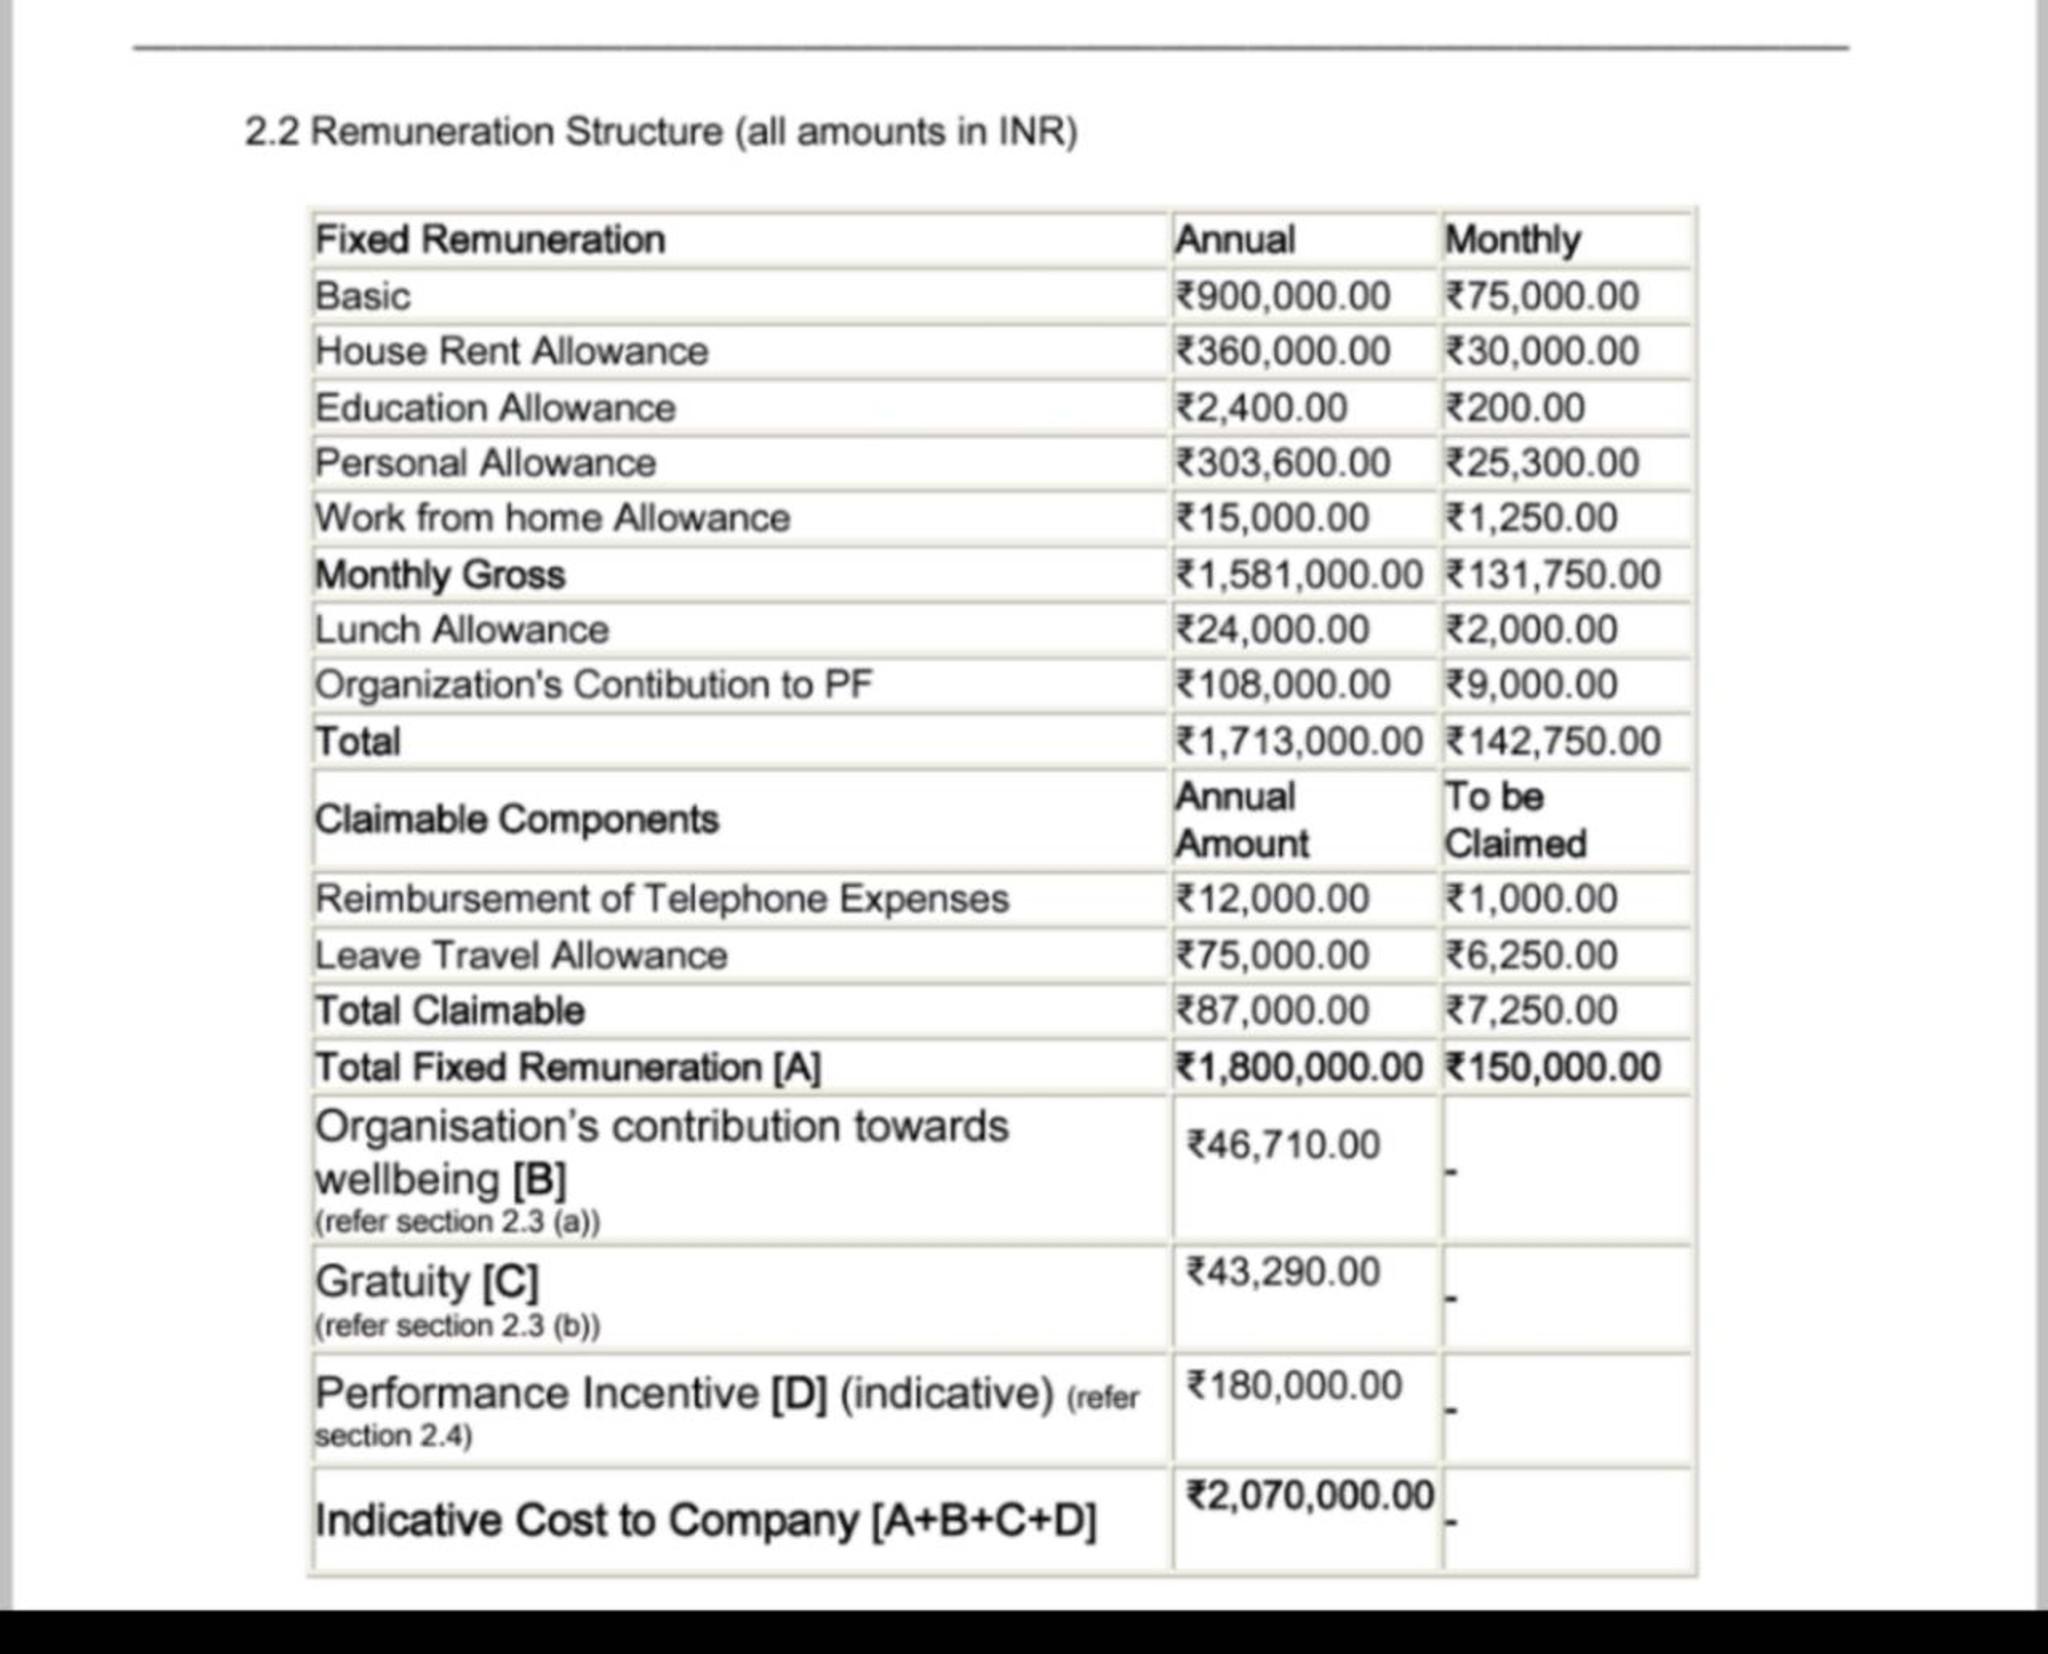 2.2 Remuneration Structure (all amounts in INR)
Fixed Remuneration Annual Monthly
Basic ₹900,000.00 ₹75,000.00
House Rent Allowance ₹360,000.00 ₹30,000.00
Education Allowance ₹2,400.00 ₹200.00
Personal Allowance ₹303,600.00 ₹25,300.00
Work from home Allowance ₹15,000.00 ₹1,250.00
Monthly Gross ₹1,581,000.00 ₹131,750.00
Lunch Allowance ₹24,000.00 ₹2,000.00
Organization's Contibution to PF ₹108,000.00 ₹9,000.00
Total ₹1,713,000.00 ₹142,750.00
Claimable Components Annual Amount To be Claimed
Reimbursement of Telephone Expenses ₹12,000.00 ₹1,000.00
Leave Travel Allowance ₹75,000.00 ₹6,250.00
Total Claimable ₹87,000.00 ₹7,250.00
Total Fixed Remuneration [A] ₹1,800,000.00 ₹150,000.00
Organisation’s contribution towards
wellbeing [B] ₹46,710.00 -
(refer section 2.3 (a))
Gratuity [C] ₹43,290.00 -
(refer section 2.3 (b))
Performance Incentive [D] (indicative) (refer ₹180,000.00 -
section 2.4)
Indicative Cost to Company [A+B+C+D] ₹2,070,000.00 -